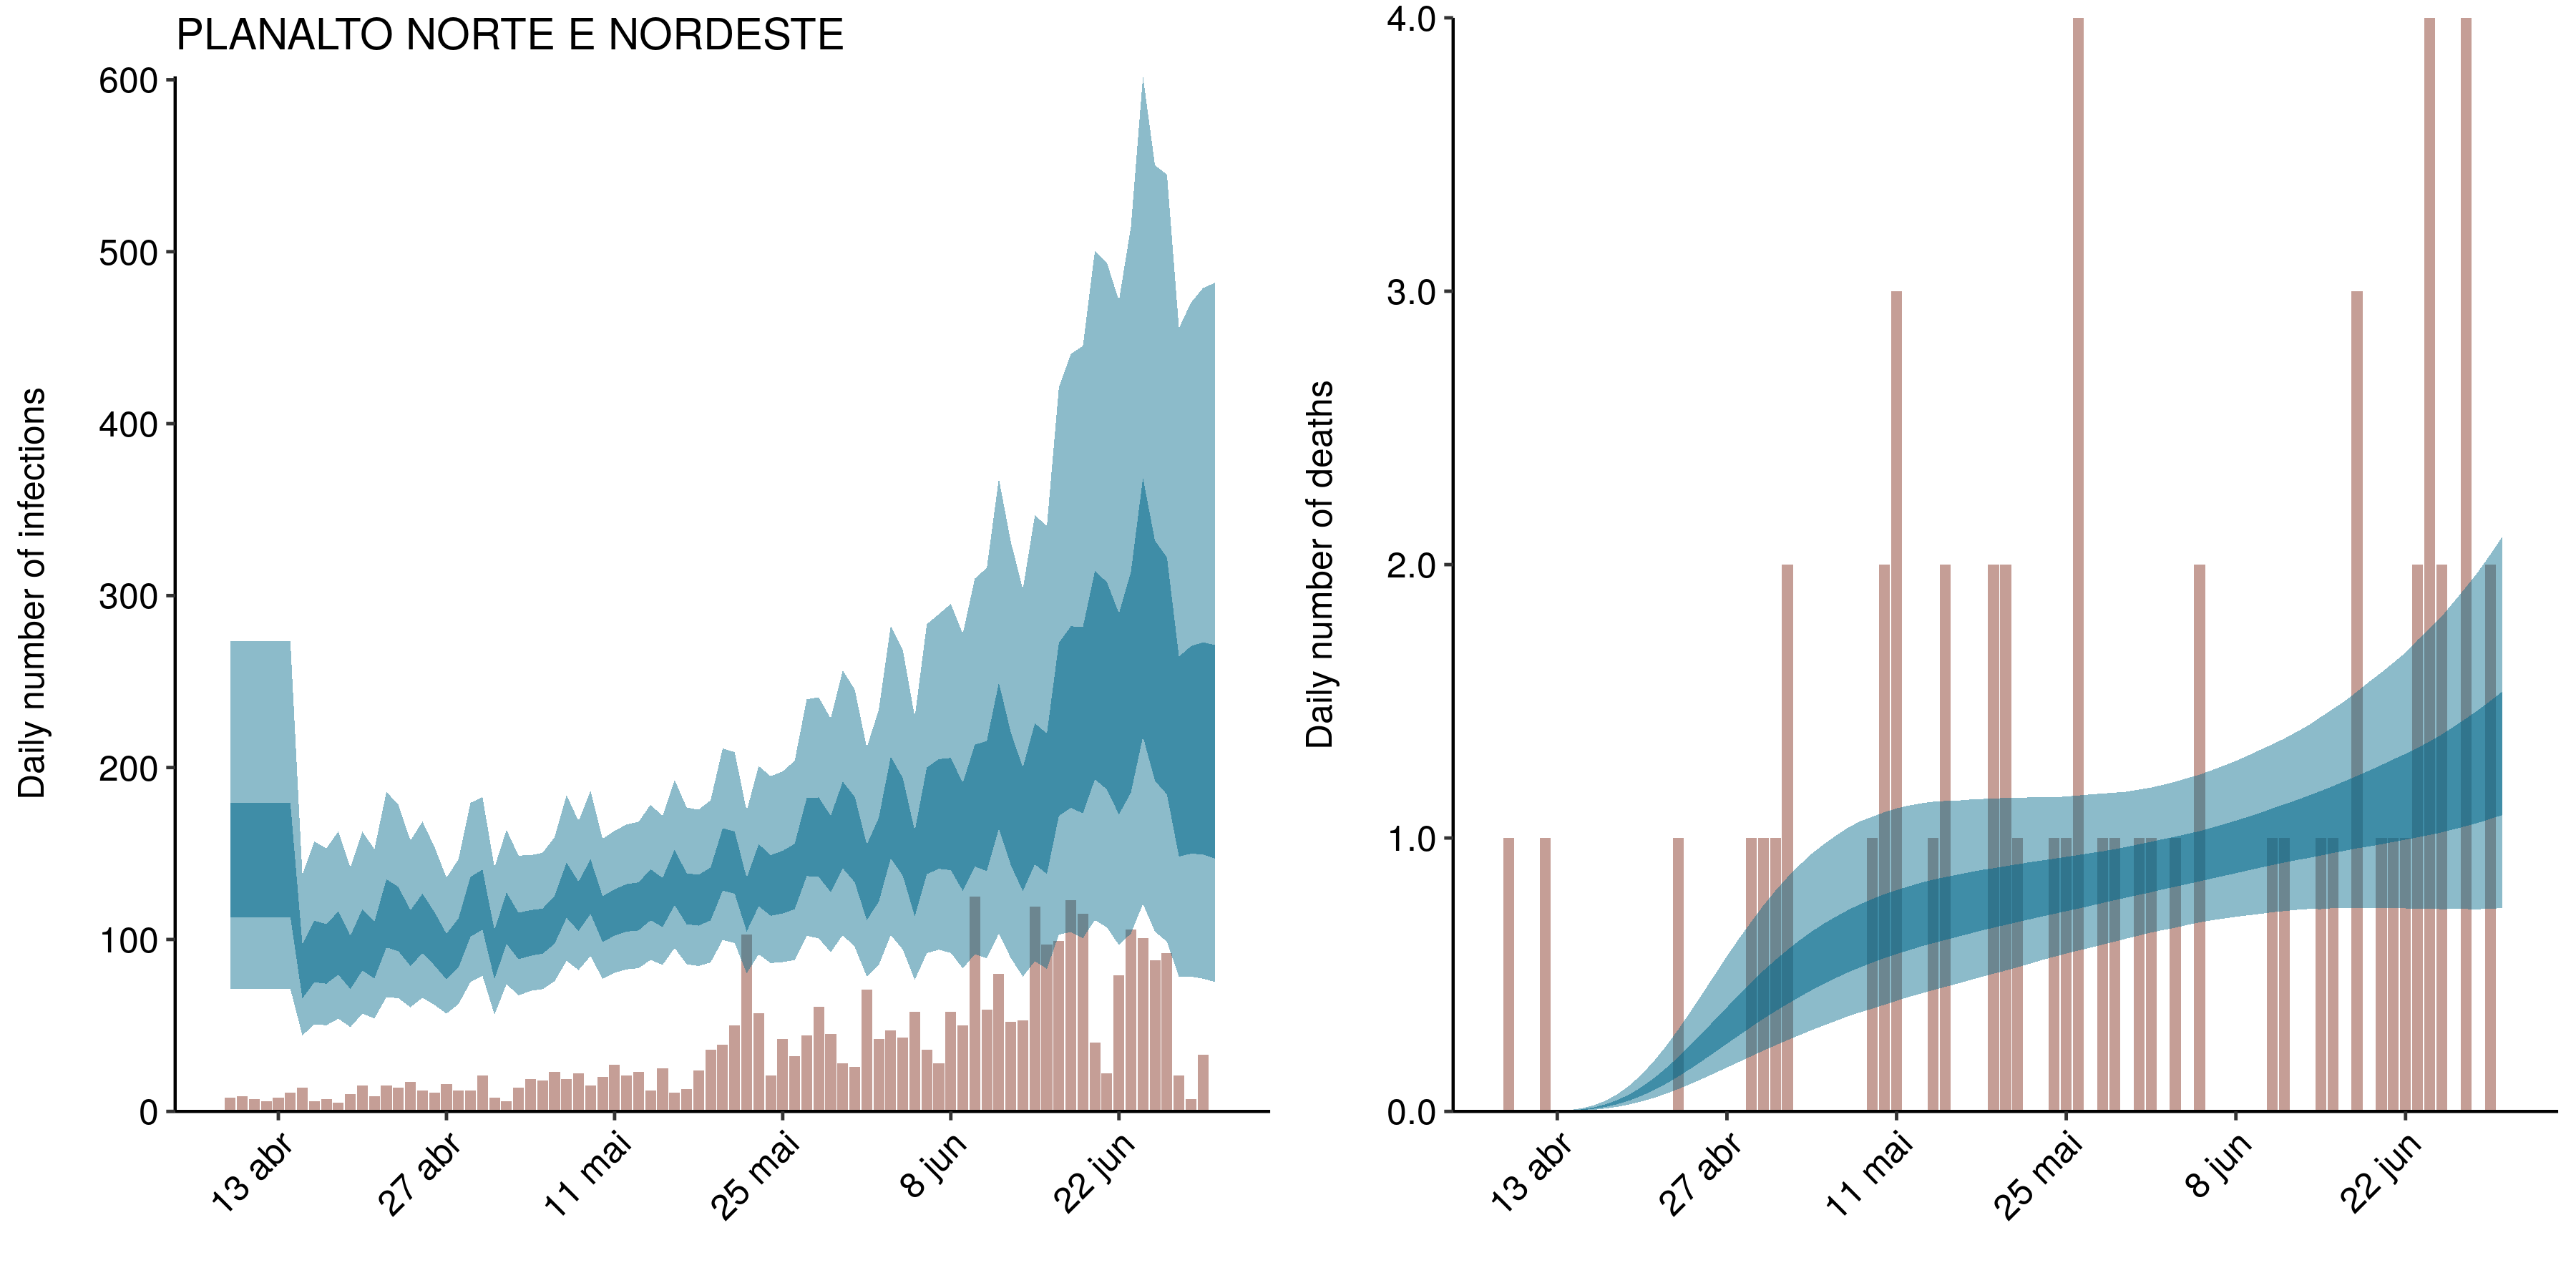 PLANALTO NORTE E NORDESTE
Daily number of infections
600
500
400
300
200
100
0
13 abr
27 abr
11 mai
25 mai
8 jun
22 jun
Daily number of deaths
4.0
3.0
2.0
1.0
0.0
13 abr
27 abr
11 mai
25 mai
8 jun
22 jun